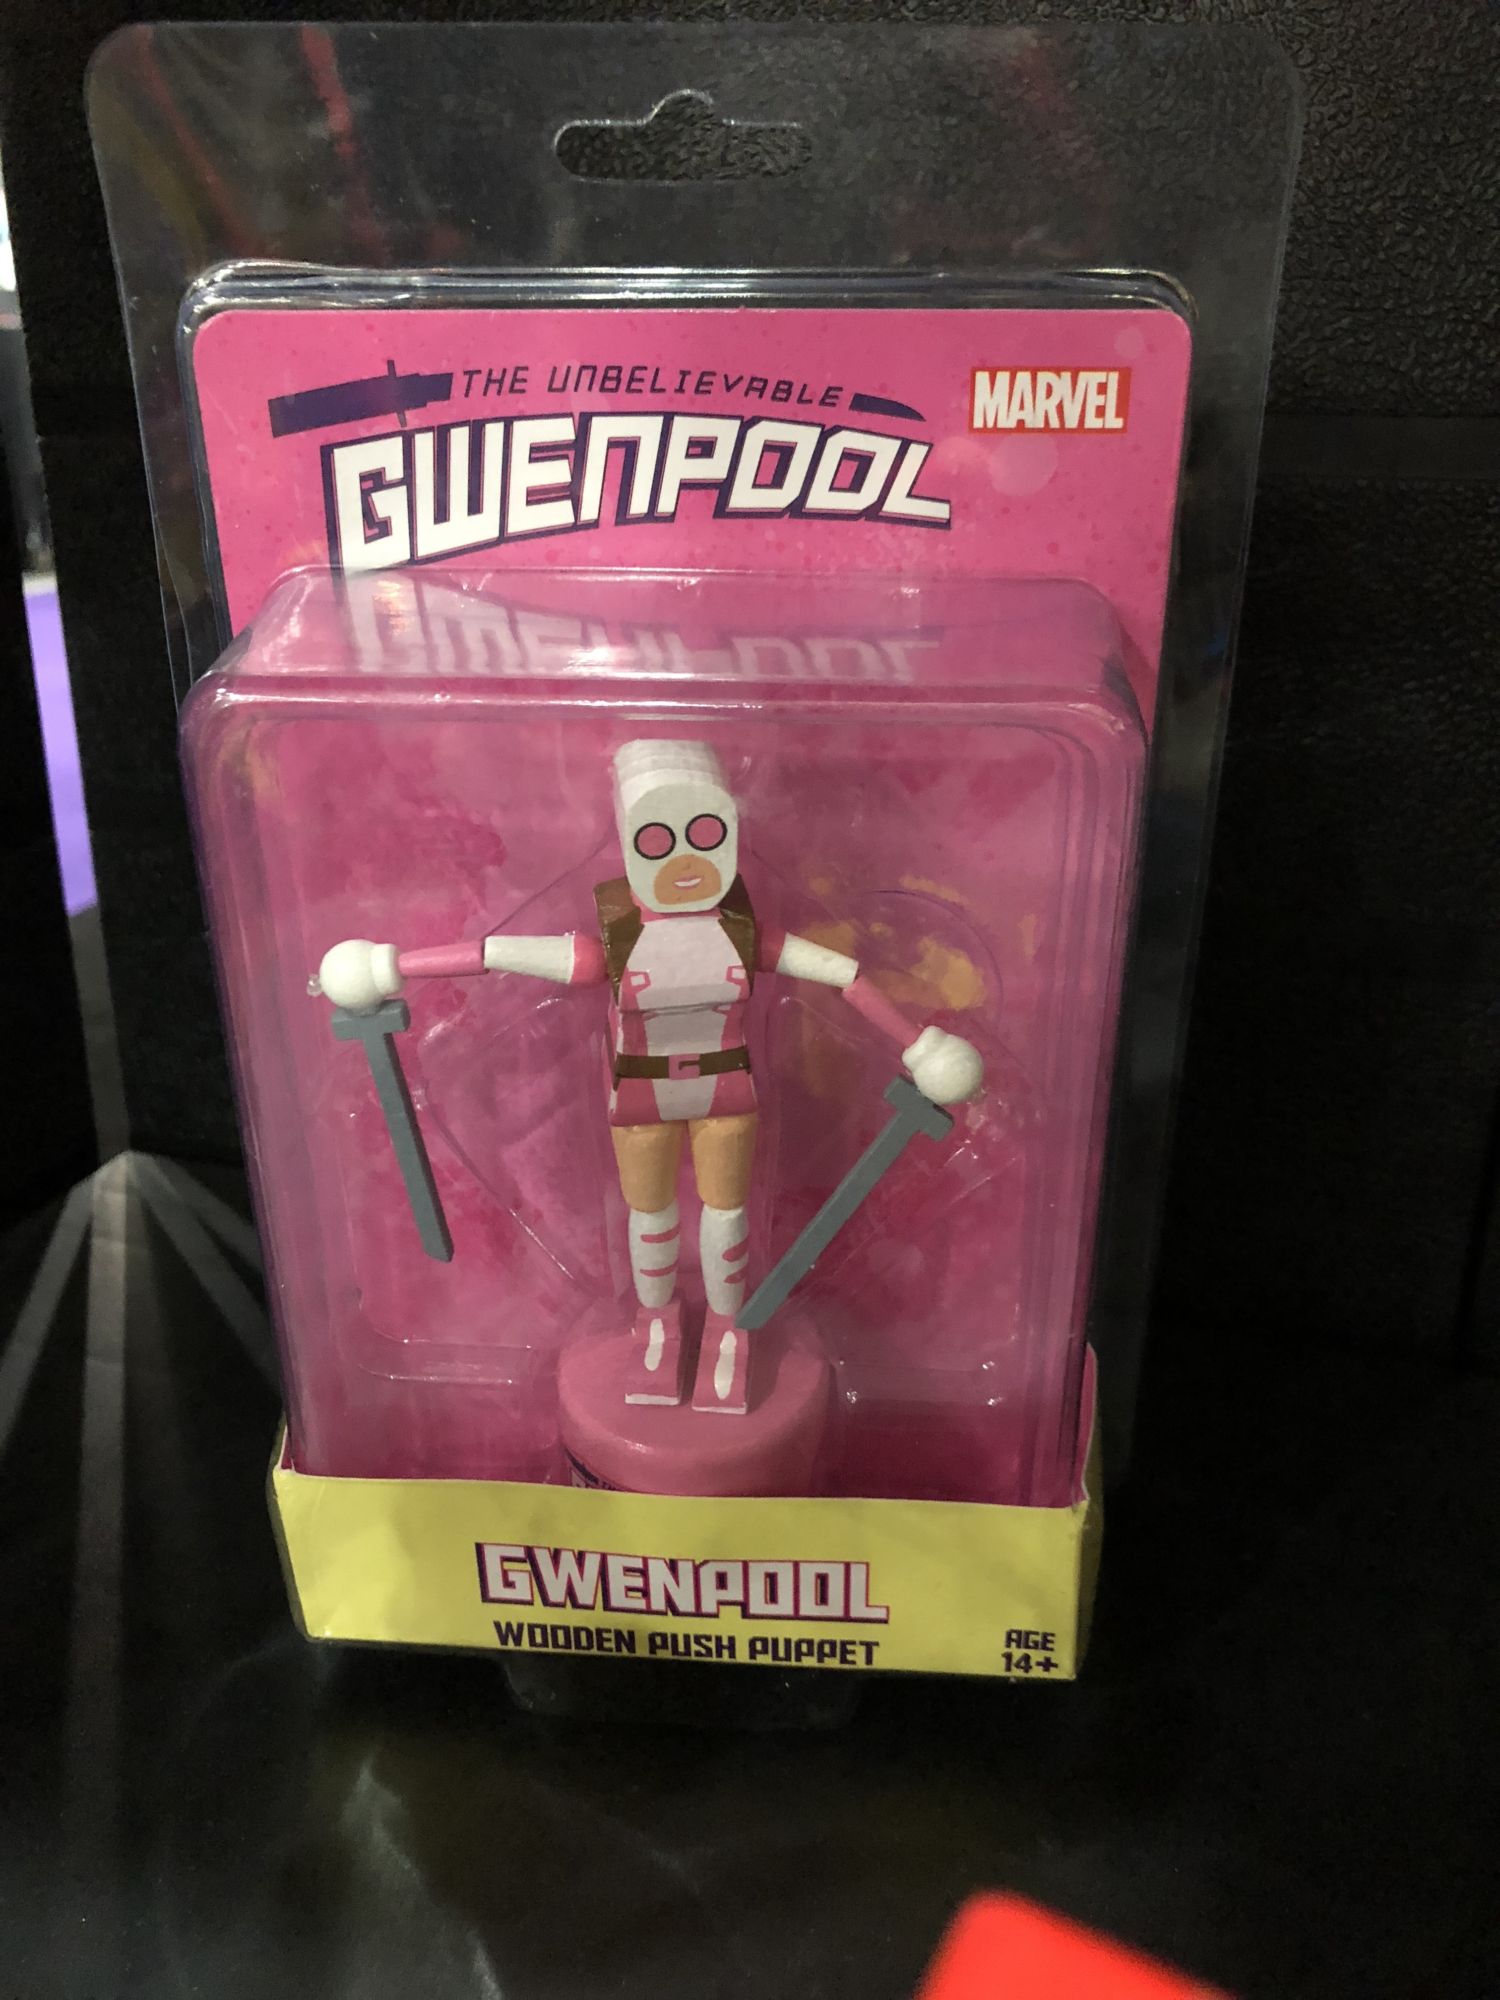 THE UNBELIEVABLE
GWENPOOL
MARVEL
GWENPOOL
WOODEN PUSH PUPPET
AGE
14+